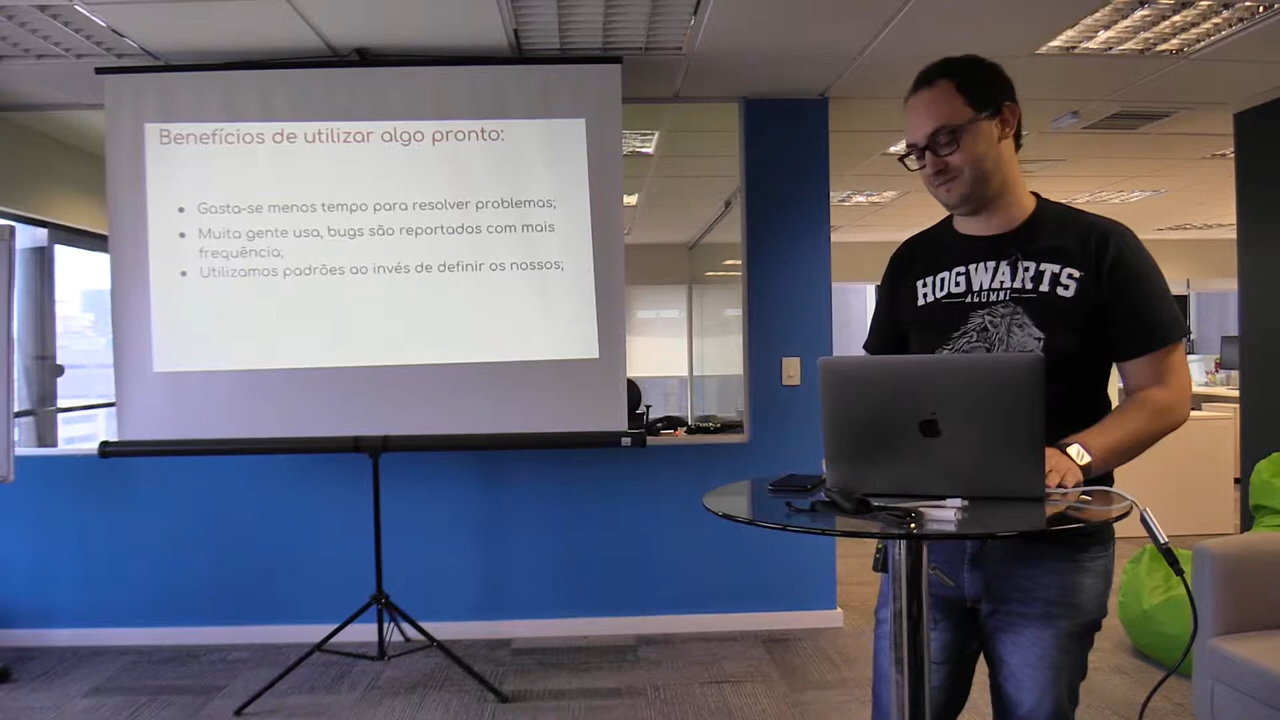 Benefícios de utilizar algo pronto:
Gasta-se menos tempo para resolver problemas;
Muita gente usa, bugs são reportados com mais
frequência;
Utilizamos padrões ao invés de definir os nossos;
HOGWARTS
ALUMNI